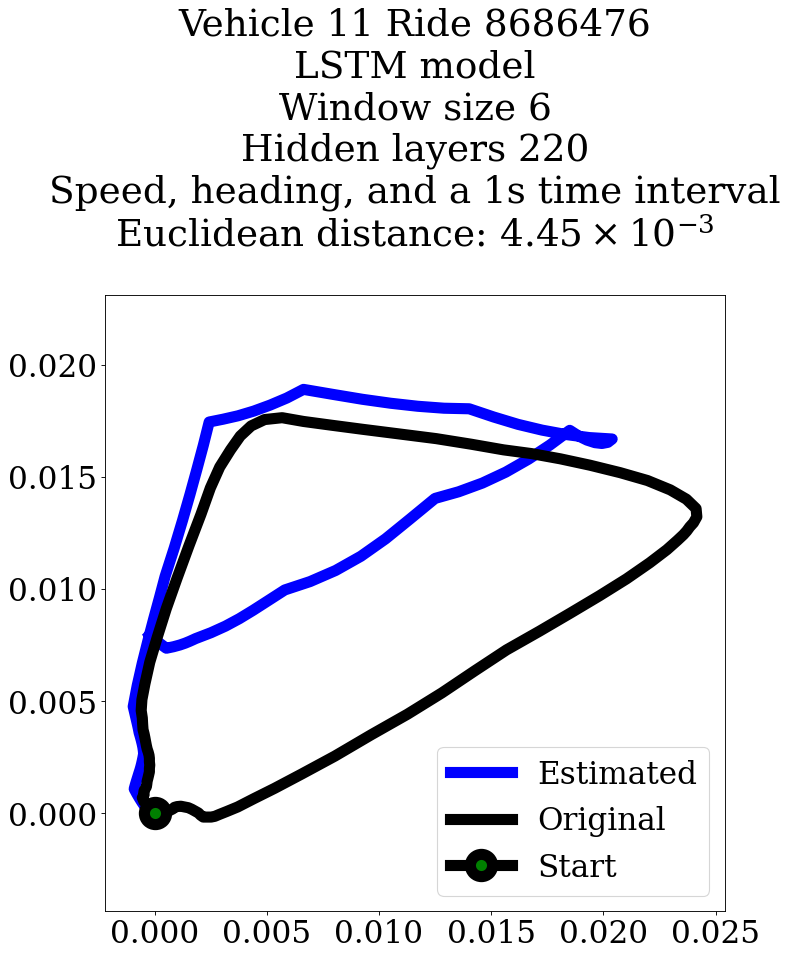 Vehicle 11 Ride 8686476
LSTM model
Window size 6
Hidden layers 220
Speed, heading, and a 1s time interval
Euclidean distance: 4.45 × 10⁻³
0.020
0.015
0.010
0.005
0.000
Estimated
Original
Start
0.000 0.005 0.010 0.015 0.020 0.025